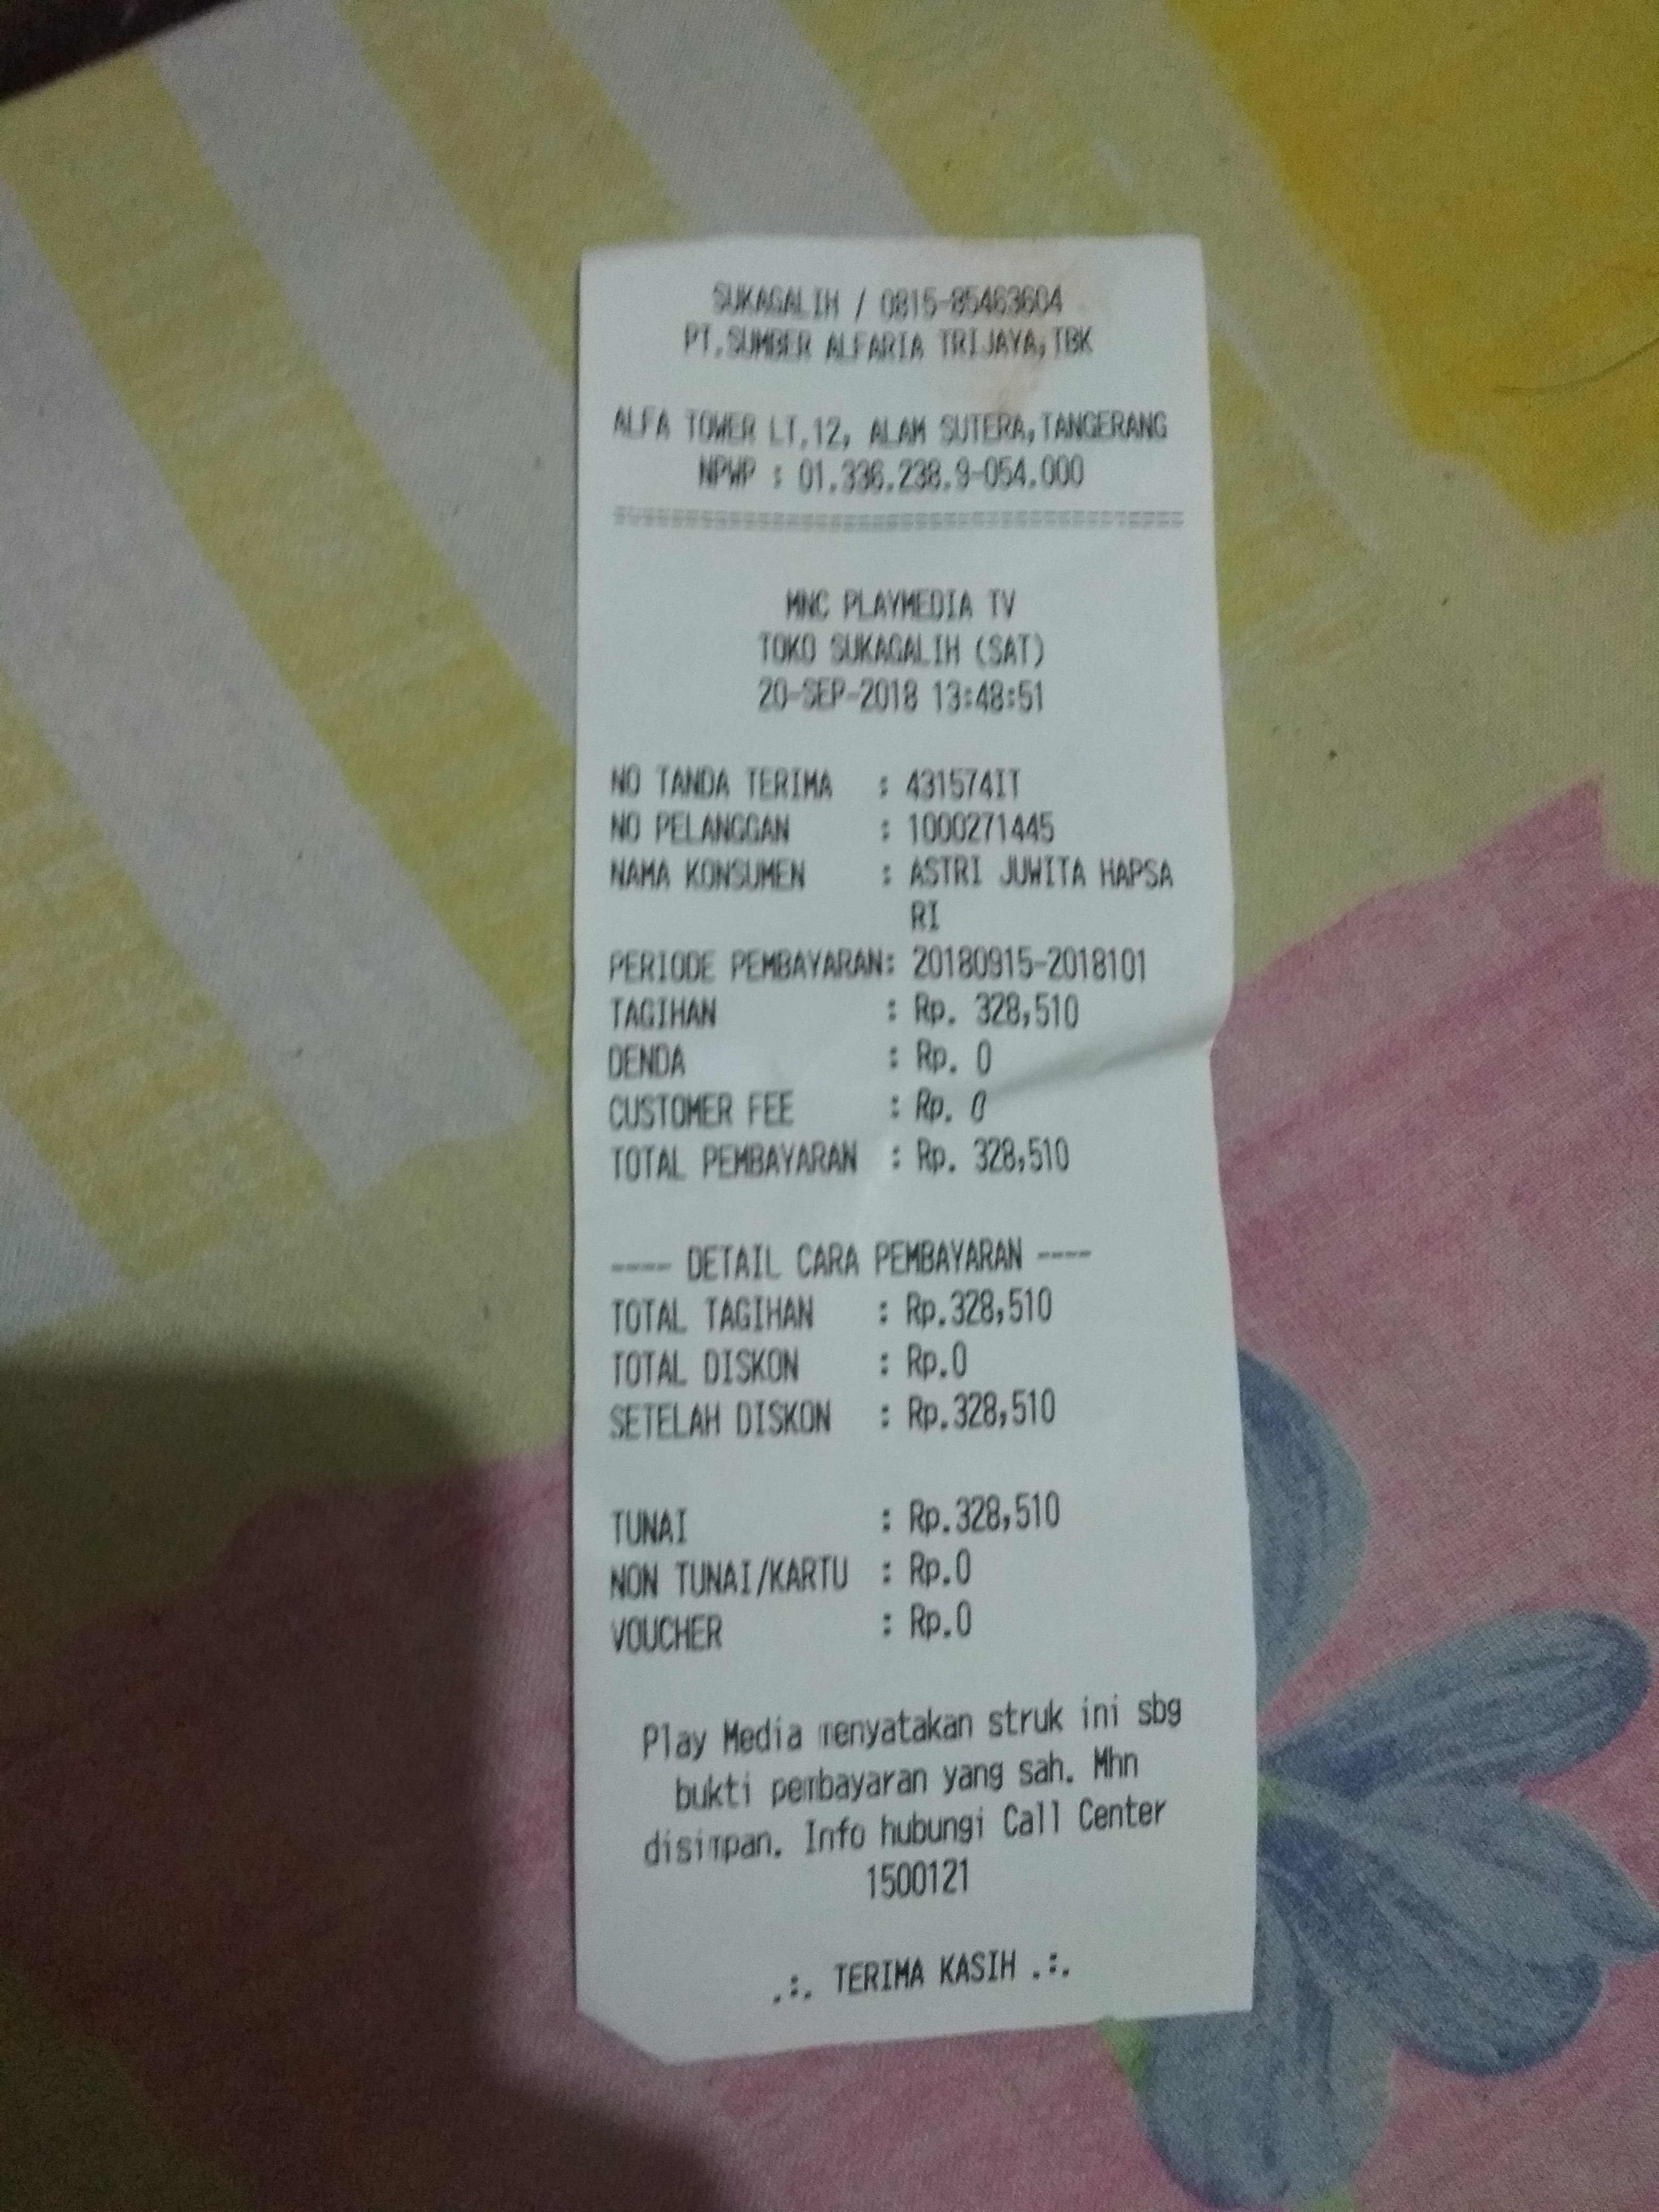 SUKAGALIH / 0815-85463604
PT.SUMBER ALFARIA TRIJAYA,TBK
ALFA TOWER LT.12, ALAM SUTERA,TANGERANG
NPWP : 01.336.238.9-054.000
=======================================
MNC PLAYMEDIA TV
TOKO SUKAGALIH (SAT)
20-SEP-2018 13:48:51
NO TANDA TERIMA : 431574IT
NO PELANGGAN : 1000271445
NAMA KONSUMEN : ASTRI JUWITA HAPSA
RI
PERIODE PEMBAYARAN: 20180915-2018101
TAGIHAN : Rp. 328,510
DENDA : Rp. 0
CUSTOMER FEE : Rp. 0
TOTAL PEMBAYARAN : Rp. 328,510
---- DETAIL CARA PEMBAYARAN ----
TOTAL TAGIHAN : Rp.328,510
TOTAL DISKON : Rp.0
SETELAH DISKON : Rp.328,510
TUNAI : Rp.328,510
NON TUNAI/KARTU : Rp.0
VOUCHER : Rp.0
Play Media menyatakan struk ini sbg
bukti pembayaran yang sah. Mhn
disimpan. Info hubungi Call Center
1500121
.:. TERIMA KASIH .:.